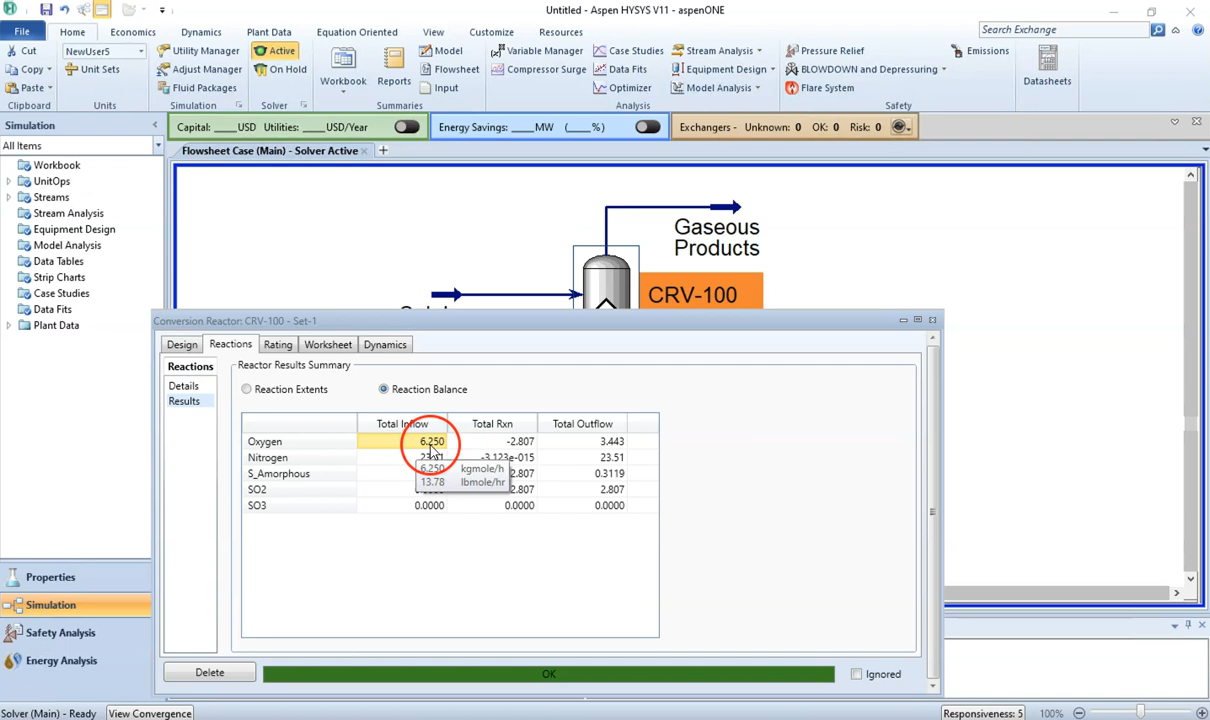 Untitled - Aspen HYSYS V11 - aspenONE
File Home Economics Dynamics Plant Data Equation Oriented View Customize Resources Search Exchange
Cut NewUser5 Utility Manager Active Model Variable Manager Case Studies Stream Analysis Pressure Relief Emissions
Copy Unit Sets Adjust Manager On Hold Workbook Reports Flowsheet Compressor Surge Data Fits Equipment Design BLOWDOWN and Depressuring Datasheets
Paste Fluid Packages Input Optimizer Model Analysis Flare System
Clipboard Units Simulation Solver Summaries Analysis Safety
Simulation Capital: ____USD Utilities: ____USD/Year Energy Savings: ____MW (____%) Exchangers - Unknown: 0 OK: 0 Risk: 0
All Items Flowsheet Case (Main) - Solver Active +
Workbook
UnitOps
Streams
Stream Analysis
Equipment Design
Model Analysis
Data Tables
Strip Charts
Case Studies
Data Fits
Plant Data
Gaseous
Products
CRV-100
Conversion Reactor: CRV-100 - Set-1
Design Reactions Rating Worksheet Dynamics
Reactions Reactor Results Summary
Details Reaction Extents Reaction Balance
Results
Total Inflow Total Rxn Total Outflow
Oxygen 6.250 -2.807 3.443
Nitrogen -3.123e-015 23.51
S_Amorphous 2.807 0.3119
SO2 2.807 2.807
SO3 0.0000 0.0000 0.0000
6.250 kgmole/h
13.78 lbmole/hr
Properties
Simulation
Safety Analysis
Energy Analysis
Delete OK Ignored
Solver (Main) - Ready View Convergence Responsiveness: 5 100%